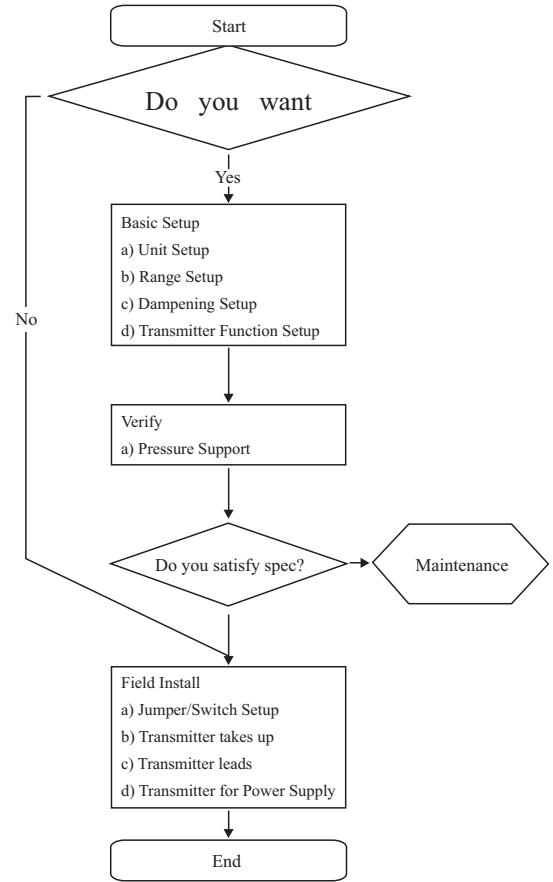 Start
Do you want
Yes
Basic Setup
a) Unit Setup
b) Range Setup
c) Dampening Setup
d) Transmitter Function Setup
No
Verify
a) Pressure Support
Do you satisfy spec?
Maintenance
Field Install
a) Jumper/Switch Setup
b) Transmitter takes up
c) Transmitter leads
d) Transmitter for Power Supply
End